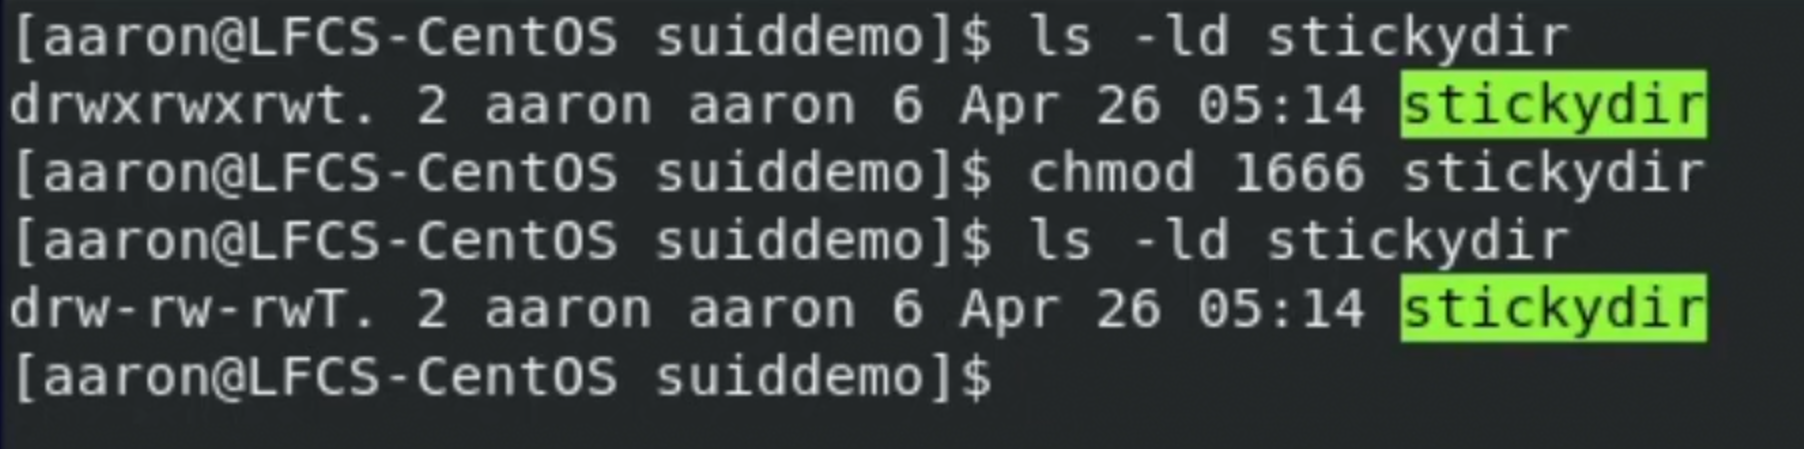 [aaron@LFCS-CentOS suiddemo]$ ls -ld stickydir
drwxrwxrwt. 2 aaron aaron 6 Apr 26 05:14 stickydir
[aaron@LFCS-CentOS suiddemo]$ chmod 1666 stickydir
[aaron@LFCS-CentOS suiddemo]$ ls -ld stickydir
drw-rw-rwT. 2 aaron aaron 6 Apr 26 05:14 stickydir
[aaron@LFCS-CentOS suiddemo]$